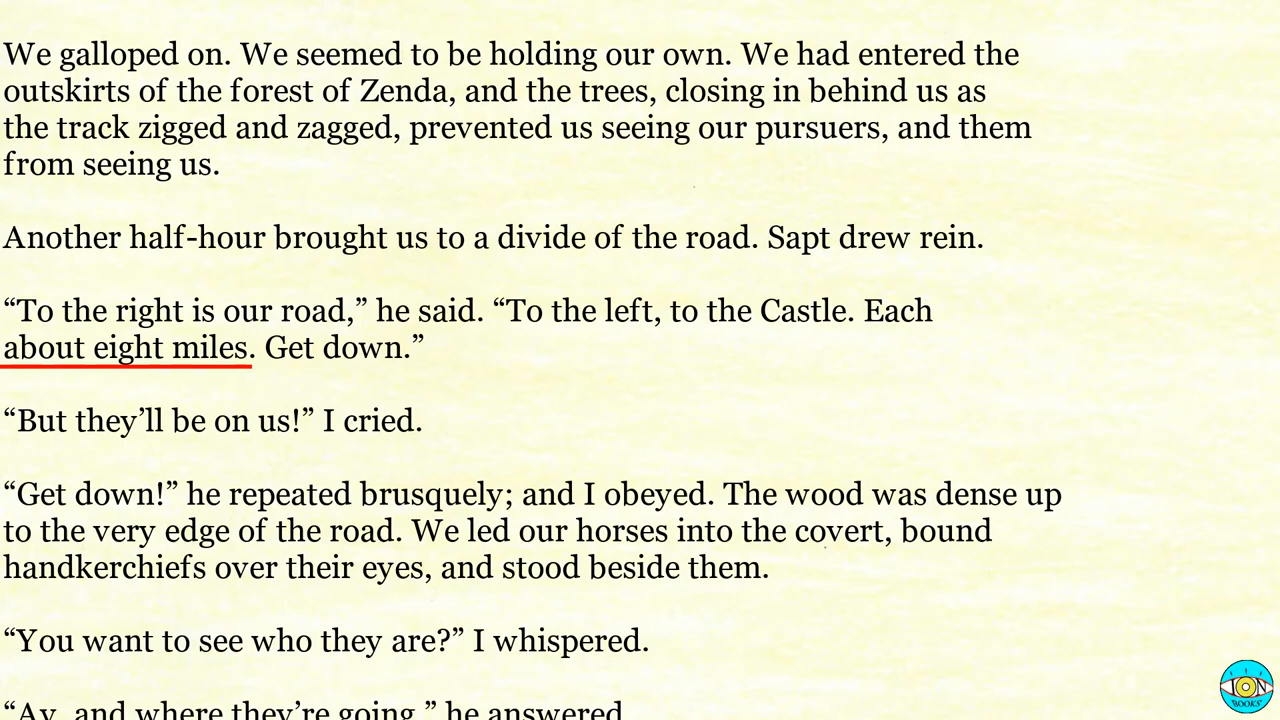 We galloped on. We seemed to be holding our own. We had entered the
outskirts of the forest of Zenda, and the trees, closing in behind us as
the track zigged and zagged, prevented us seeing our pursuers, and them
from seeing us.
Another half-hour brought us to a divide of the road. Sapt drew rein.
“To the right is our road,” he said. “To the left, to the Castle. Each
about eight miles. Get down.”
“But they’ll be on us!” I cried.
“Get down!” he repeated brusquely; and I obeyed. The wood was dense up
to the very edge of the road. We led our horses into the covert, bound
handkerchiefs over their eyes, and stood beside them.
“You want to see who they are?” I whispered.
“Ay, and where they’re going,” he answered.
ION
BOOKS